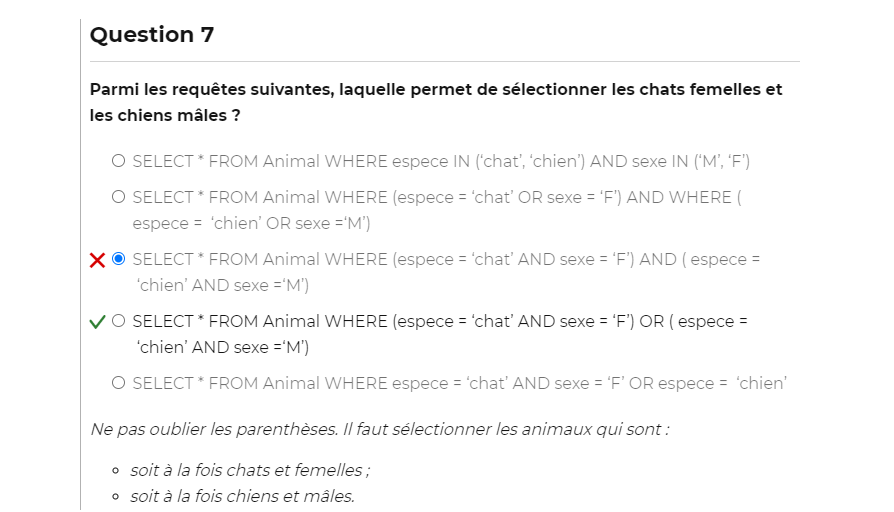 Question 7
Parmi les requêtes suivantes, laquelle permet de sélectionner les chats femelles et
les chiens mâles ?
SELECT * FROM Animal WHERE espece IN (‘chat’, ‘chien’) AND sexe IN (‘M’, ‘F’)
SELECT * FROM Animal WHERE (espece = ‘chat’ OR sexe = ‘F’) AND WHERE (
espece =  ‘chien’ OR sexe =‘M’)
SELECT * FROM Animal WHERE (espece = ‘chat’ AND sexe = ‘F’) AND ( espece =
‘chien’ AND sexe =‘M’)
SELECT * FROM Animal WHERE (espece = ‘chat’ AND sexe = ‘F’) OR ( espece =
‘chien’ AND sexe =‘M’)
SELECT * FROM Animal WHERE espece = ‘chat’ AND sexe = ‘F’ OR espece =  ‘chien’
Ne pas oublier les parenthèses. Il faut sélectionner les animaux qui sont :
soit à la fois chats et femelles ;
soit à la fois chiens et mâles.